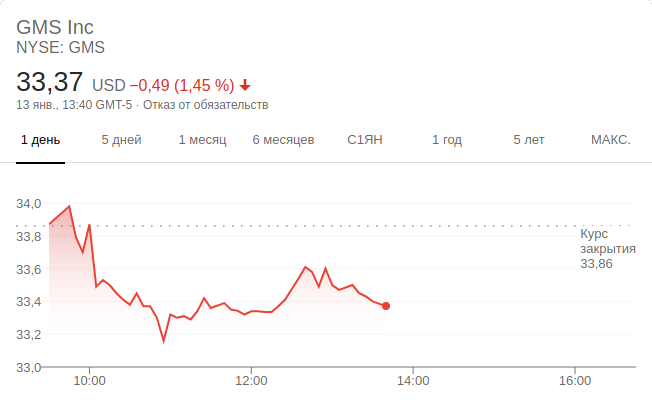 GMS Inc
NYSE: GMS
33,37 USD −0,49 (1,45 %)
13 янв., 13:40 GMT-5 · Отказ от обязательств
1 день 5 дней 1 месяц 6 месяцев С1ЯН 1 год 5 лет МАКС.
34,0
33,8
33,6
33,4
33,2
33,0
Курс
закрытия
33,86
10:00 12:00 14:00 16:00